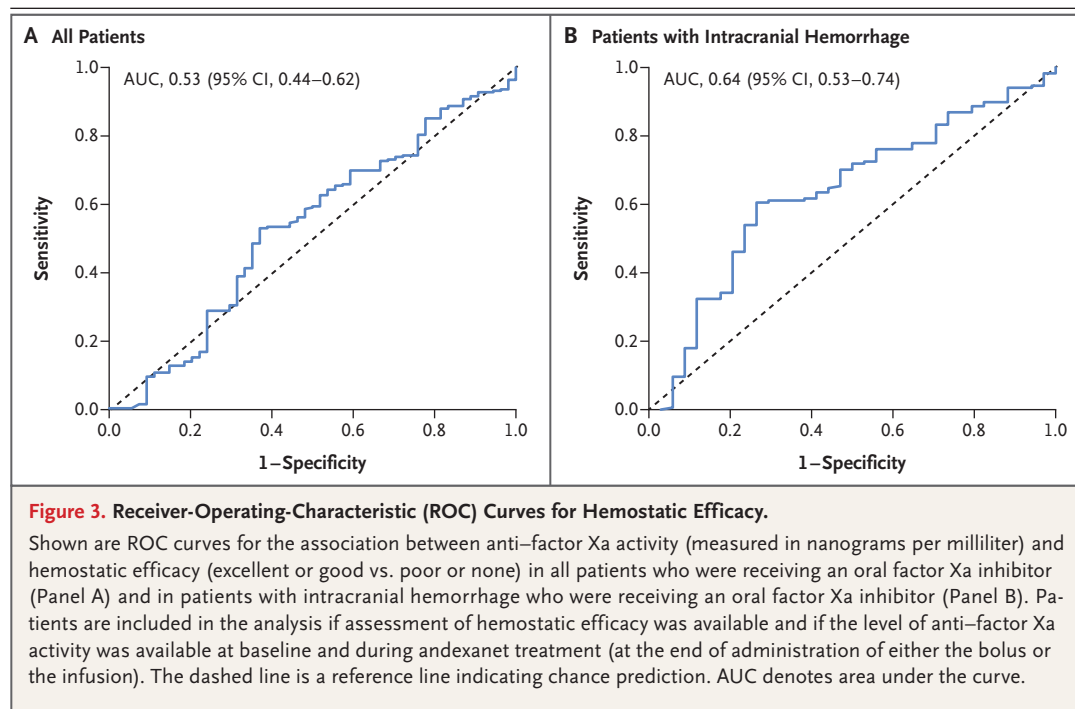 A All Patients
AUC, 0.53 (95% CI, 0.44–0.62)
1.0
0.8
0.6
0.4
0.2
0.0
Sensitivity
0.0 0.2 0.4 0.6 0.8 1.0
1–Specificity
B Patients with Intracranial Hemorrhage
AUC, 0.64 (95% CI, 0.53–0.74)
1.0
0.8
0.6
0.4
0.2
0.0
Sensitivity
0.0 0.2 0.4 0.6 0.8 1.0
1–Specificity
Figure 3. Receiver-Operating-Characteristic (ROC) Curves for Hemostatic Efficacy.
Shown are ROC curves for the association between anti–factor Xa activity (measured in nanograms per milliliter) and
hemostatic efficacy (excellent or good vs. poor or none) in all patients who were receiving an oral factor Xa inhibitor
(Panel A) and in patients with intracranial hemorrhage who were receiving an oral factor Xa inhibitor (Panel B). Pa-
tients are included in the analysis if assessment of hemostatic efficacy was available and if the level of anti–factor Xa
activity was available at baseline and during andexanet treatment (at the end of administration of either the bolus or
the infusion). The dashed line is a reference line indicating chance prediction. AUC denotes area under the curve.